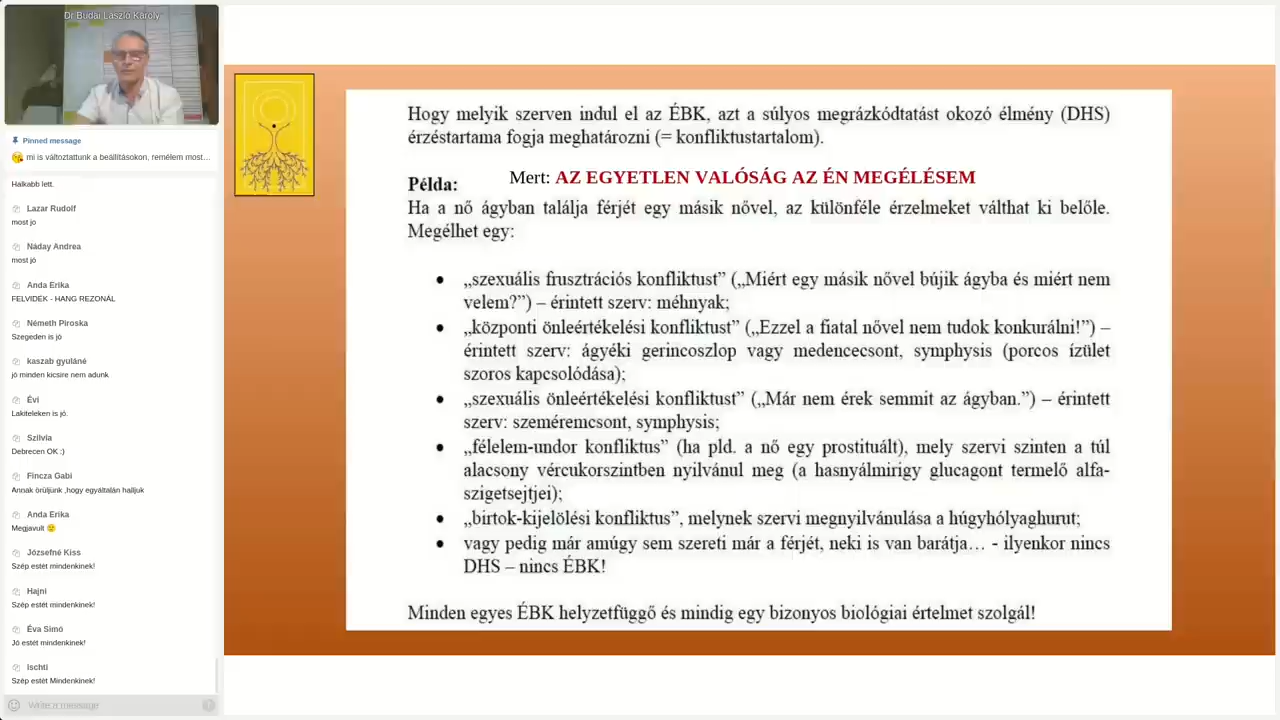 Dr Budai László Károly
Pinned message
mi is változtattunk a beállításokon, remélem most...
Halkabb lett.
Lazar Rudolf
most jo
Náday Andrea
most jó
Anda Erika
FELVIDÉK - HANG REZONÁL
Németh Piroska
Szegeden is jò
kaszab gyuláné
jó minden kicsire nem adunk
Évi
Lakiteleken is jó.
Szilvia
Debrecen OK :)
Fincza Gabi
Annak örüljünk ,hogy egyáltalán halljuk
Anda Erika
Megjavult 🙂
Józsefné Kiss
Szép estét mindenkinek!
Hajni
Szép estét mindenkinek!
Éva Simó
Jó estét mindenkinek!
Ischti
Szép estét Mindenkinek!
Write a message
Hogy melyik szerven indul el az ÉBK, azt a súlyos megrázkódtatást okozó élmény (DHS)
érzéstartama fogja meghatározni (= konfliktustartalom).
Példa: Mert: AZ EGYETLEN VALÓSÁG AZ ÉN MEGÉLÉSEM
Ha a nő ágyban találja férjét egy másik nővel, az különféle érzelmeket válthat ki belőle.
Megélhet egy:
• „szexuális frusztrációs konfliktust” („Miért egy másik nővel bújik ágyba és miért nem
velem?”) – érintett szerv: méhnyak;
• „központi önleértékelési konfliktust” („Ezzel a fiatal nővel nem tudok konkurálni!”) –
érintett szerv: ágyéki gerincoszlop vagy medencecsont, symphysis (porcos ízület
szoros kapcsolódása);
• „szexuális önleértékelési konfliktust” („Már nem érek semmit az ágyban.”) – érintett
szerv: szeméremcsont, symphysis;
• „félelem-undor konfliktus” (ha pld. a nő egy prostituált), mely szervi szinten a túl
alacsony vércukorszintben nyilvánul meg (a hasnyálmirigy glucagont termelő alfa-
szigetsejtjei);
• „birtok-kijelölési konfliktus”, melynek szervi megnyilvánulása a húgyhólyaghurut;
• vagy pedig már amúgy sem szereti már a férjét, neki is van barátja… - ilyenkor nincs
DHS – nincs ÉBK!
Minden egyes ÉBK helyzetfüggő és mindig egy bizonyos biológiai értelmet szolgál!